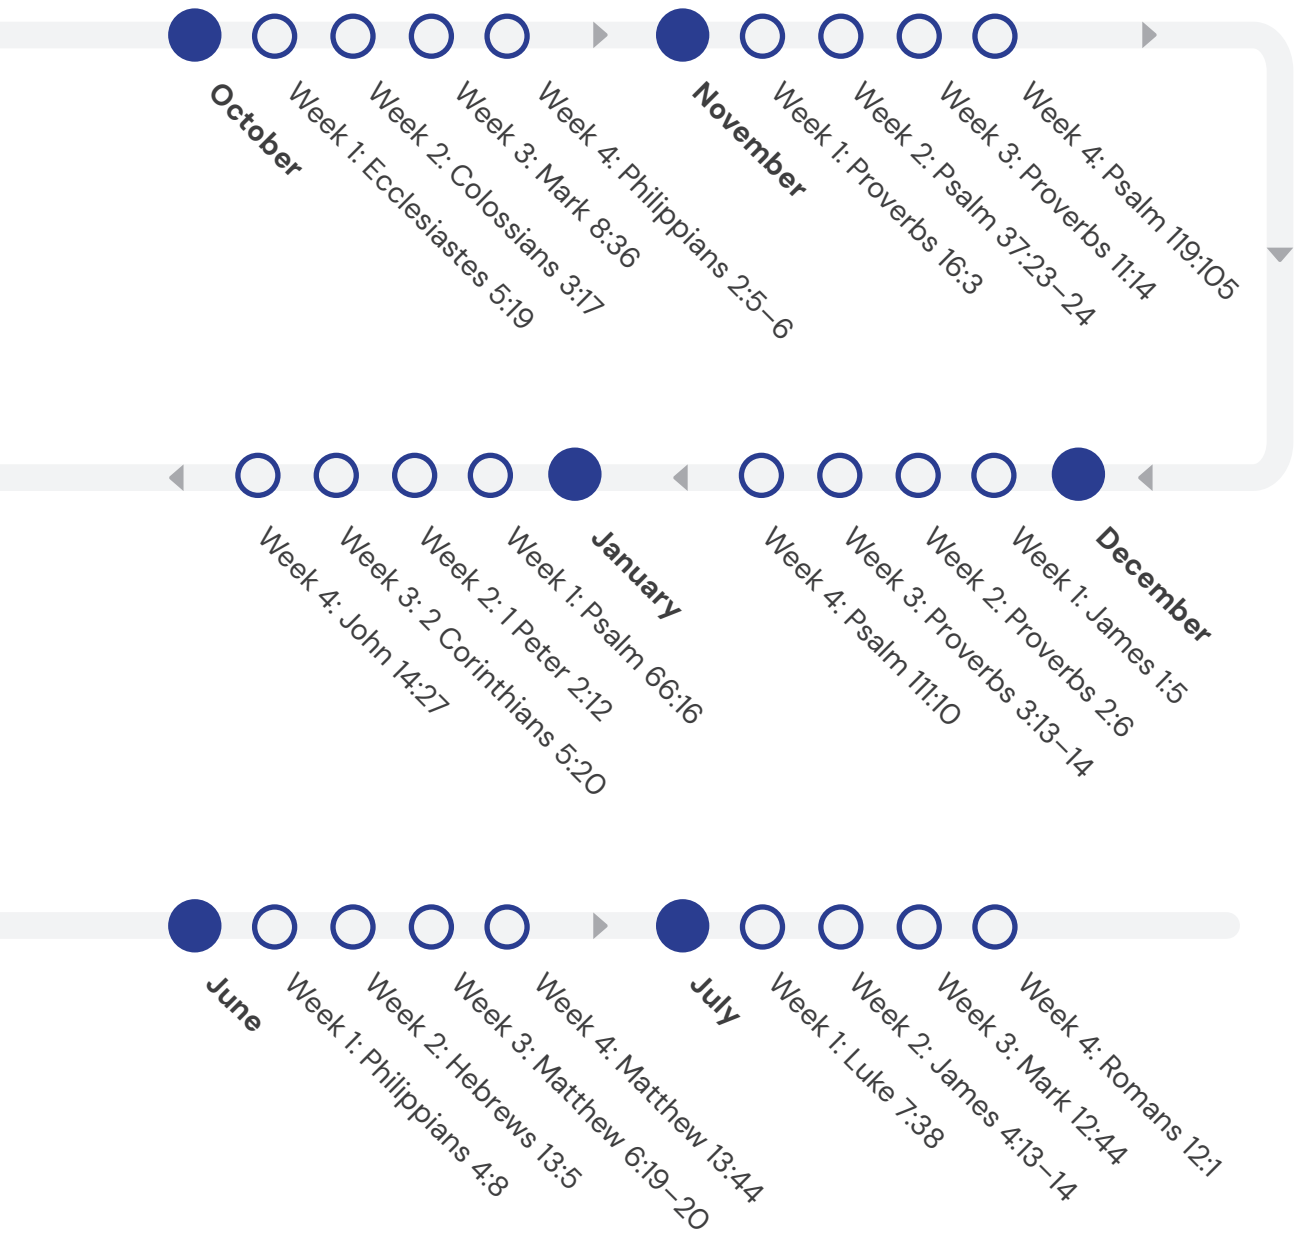 October
Week 1: Ecclesiastes 5:19
Week 2: Colossians 3:17
Week 3: Mark 8:36
Week 4: Philippians 2:5–6
November
Week 1: Proverbs 16:3
Week 2: Psalm 37:23–24
Week 3: Proverbs 11:14
Week 4: Psalm 119:105
December
Week 1: James 1:5
Week 2: Proverbs 2:6
Week 3: Proverbs 3:13–14
Week 4: Psalm 111:10
January
Week 1: Psalm 66:16
Week 2: 1 Peter 2:12
Week 3: 2 Corinthians 5:20
Week 4: John 14:27
June
Week 1: Philippians 4:8
Week 2: Hebrews 13:5
Week 3: Matthew 6:19–20
Week 4: Matthew 13:44
July
Week 1: Luke 7:38
Week 2: James 4:13–14
Week 3: Mark 12:44
Week 4: Romans 12:1